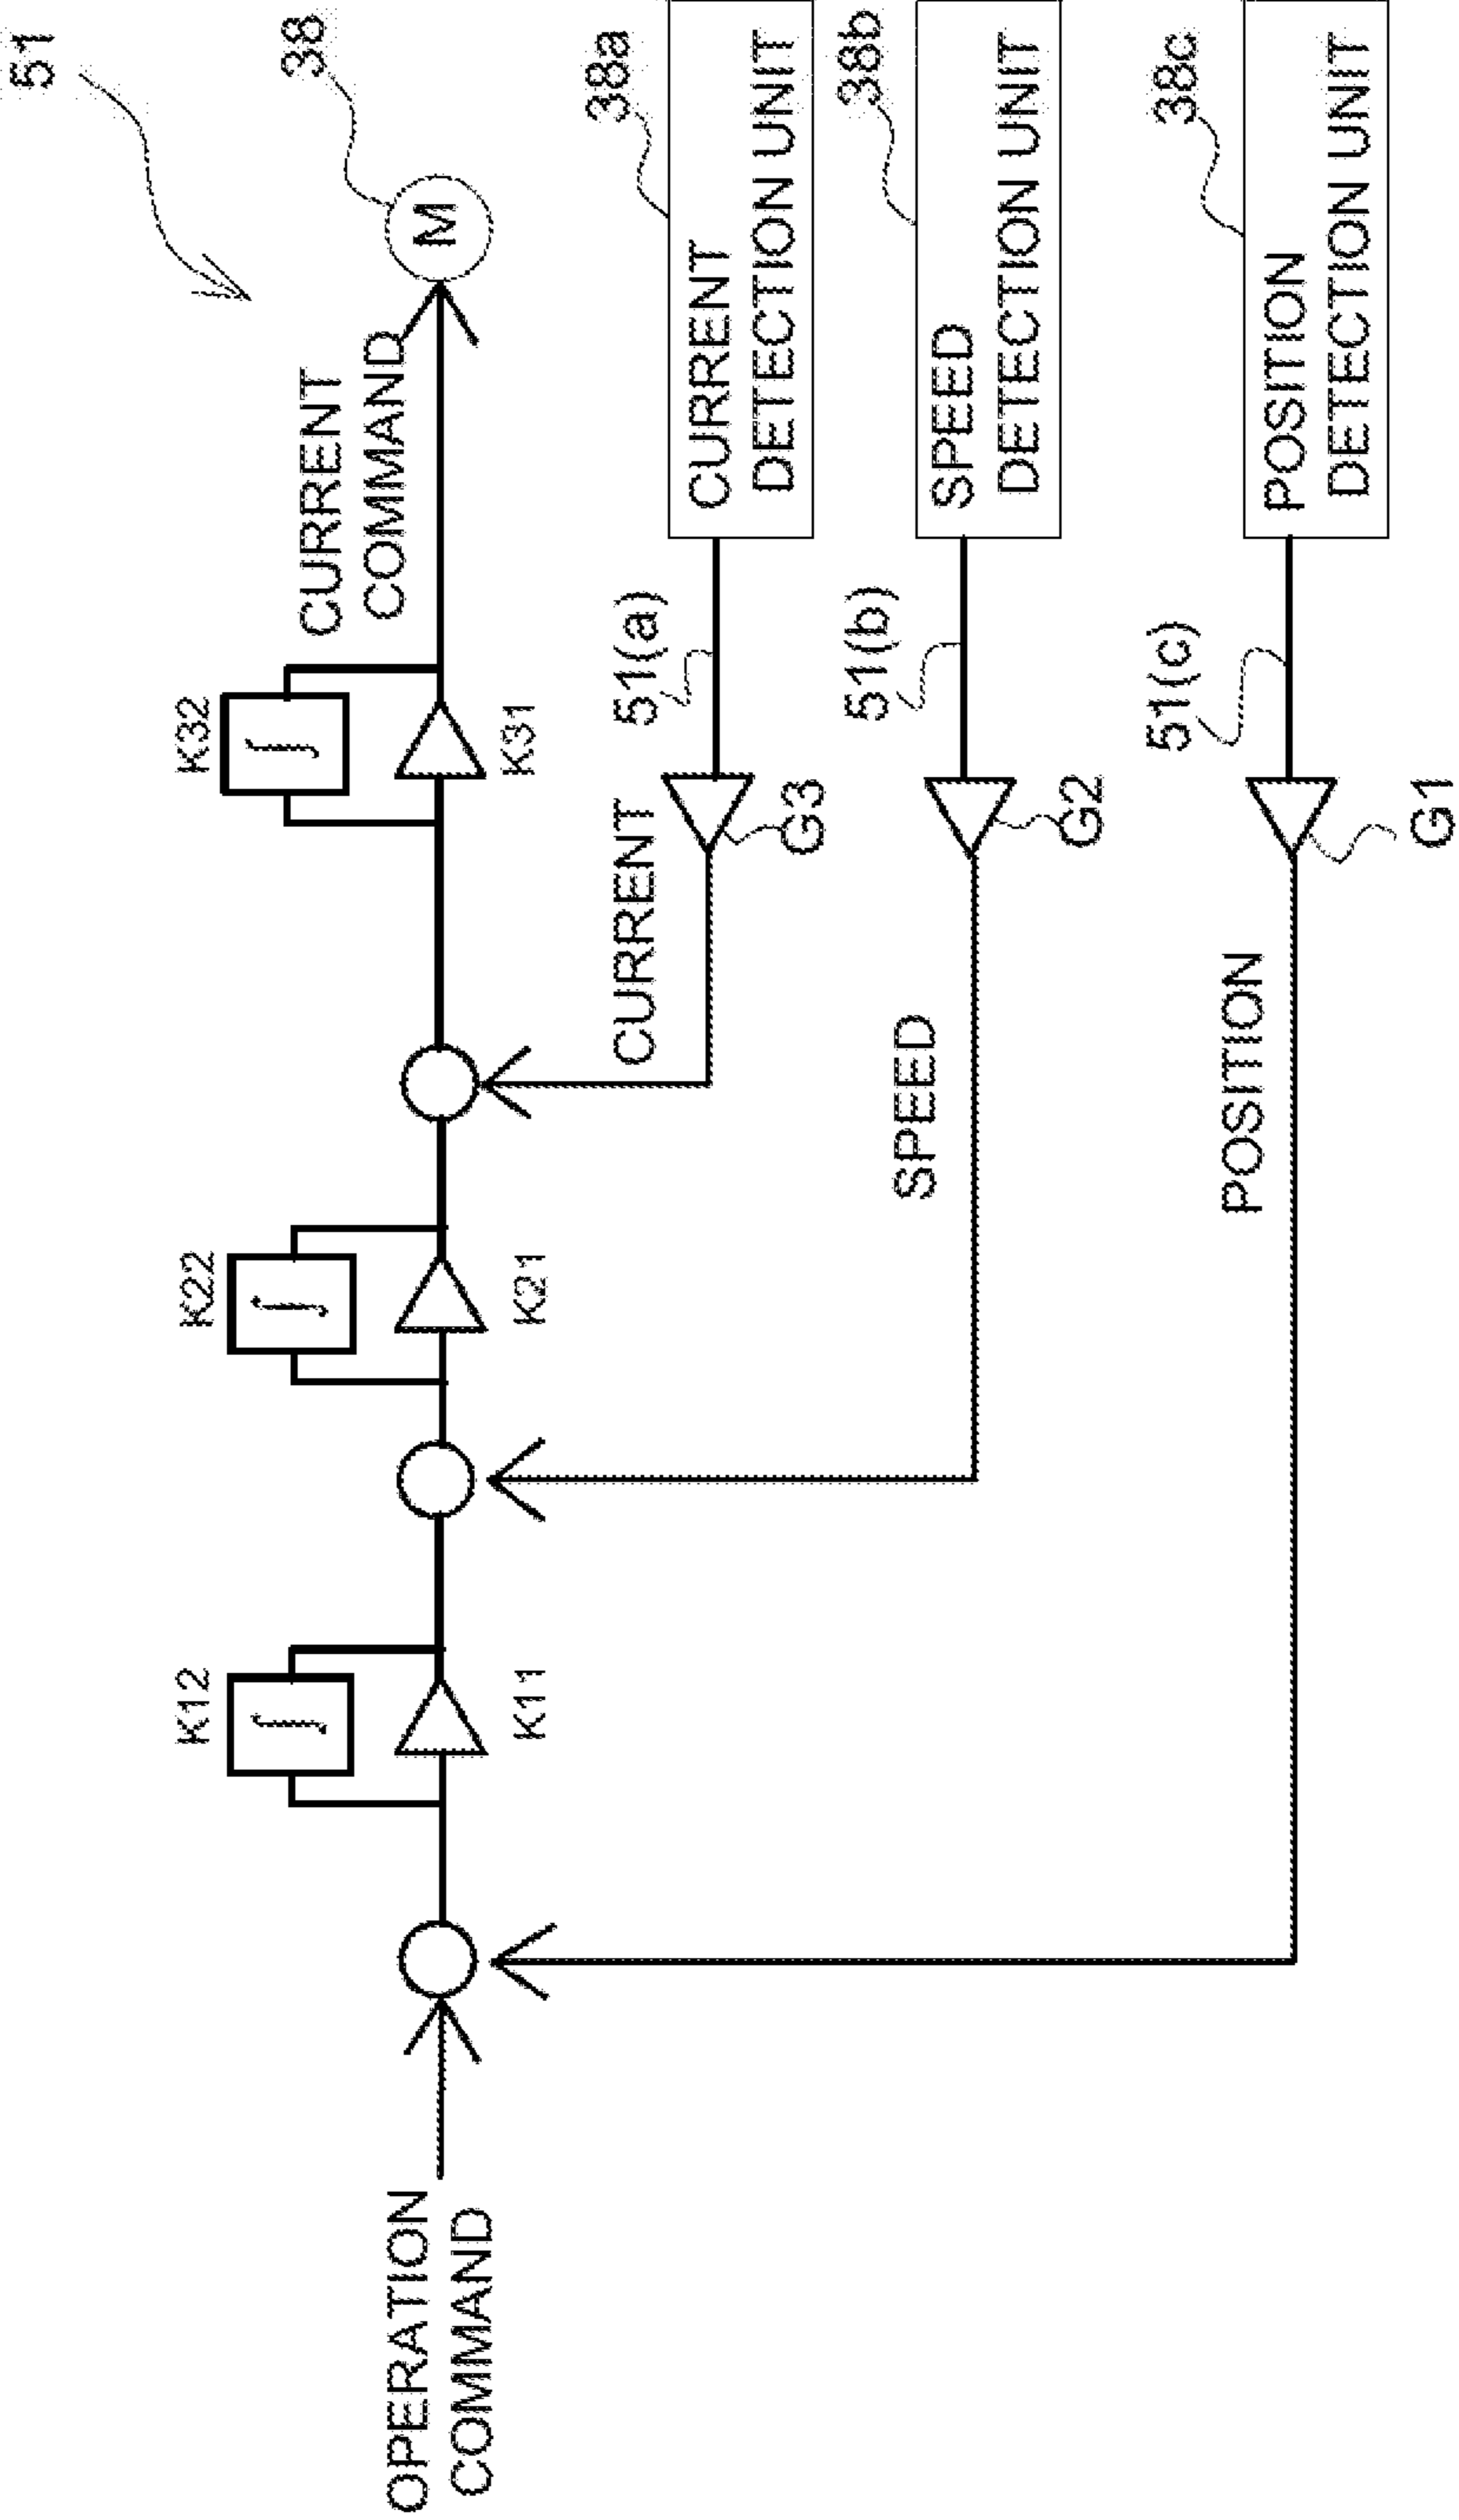 51
38
K32
CURRENT
COMMAND
M
K31
K22
K21
K12
K11
OPERATION
COMMAND
38a
CURRENT
DETECTION UNIT
51(a)
G3
CURRENT
38b
SPEED
DETECTION UNIT
51(b)
G2
SPEED
38c
POSITION
DETECTION UNIT
51(c)
G1
POSITION
∫
∫
∫